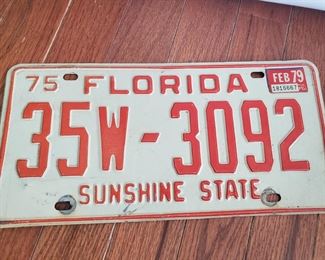 75 FLORIDA FEB 79
35W-3092
SUNSHINE STATE